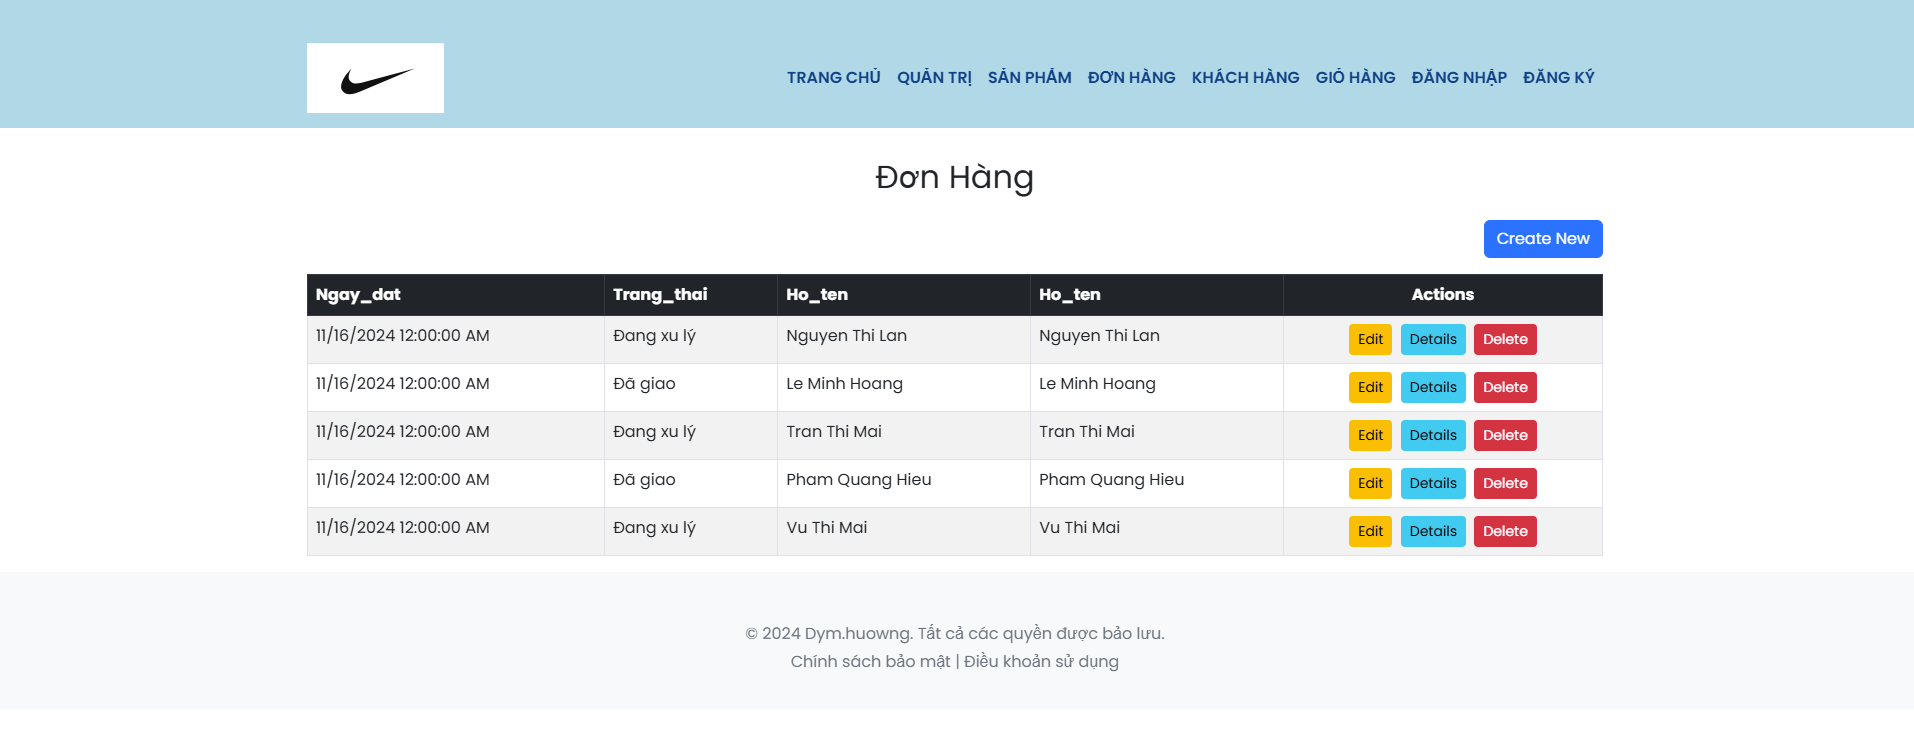 TRANG CHỦ QUẢN TRỊ SẢN PHẨM ĐƠN HÀNG KHÁCH HÀNG GIỎ HÀNG ĐĂNG NHẬP ĐĂNG KÝ
Đơn Hàng
Create New
Ngay_dat Trang_thai Ho_ten Ho_ten Actions
11/16/2024 12:00:00 AM Đang xu lý Nguyen Thi Lan Nguyen Thi Lan Edit Details Delete
11/16/2024 12:00:00 AM Đã giao Le Minh Hoang Le Minh Hoang Edit Details Delete
11/16/2024 12:00:00 AM Đang xu lý Tran Thi Mai Tran Thi Mai Edit Details Delete
11/16/2024 12:00:00 AM Đã giao Pham Quang Hieu Pham Quang Hieu Edit Details Delete
11/16/2024 12:00:00 AM Đang xu lý Vu Thi Mai Vu Thi Mai Edit Details Delete
© 2024 Dym.huowng. Tất cả các quyền được bảo lưu.
Chính sách bảo mật | Điều khoản sử dụng